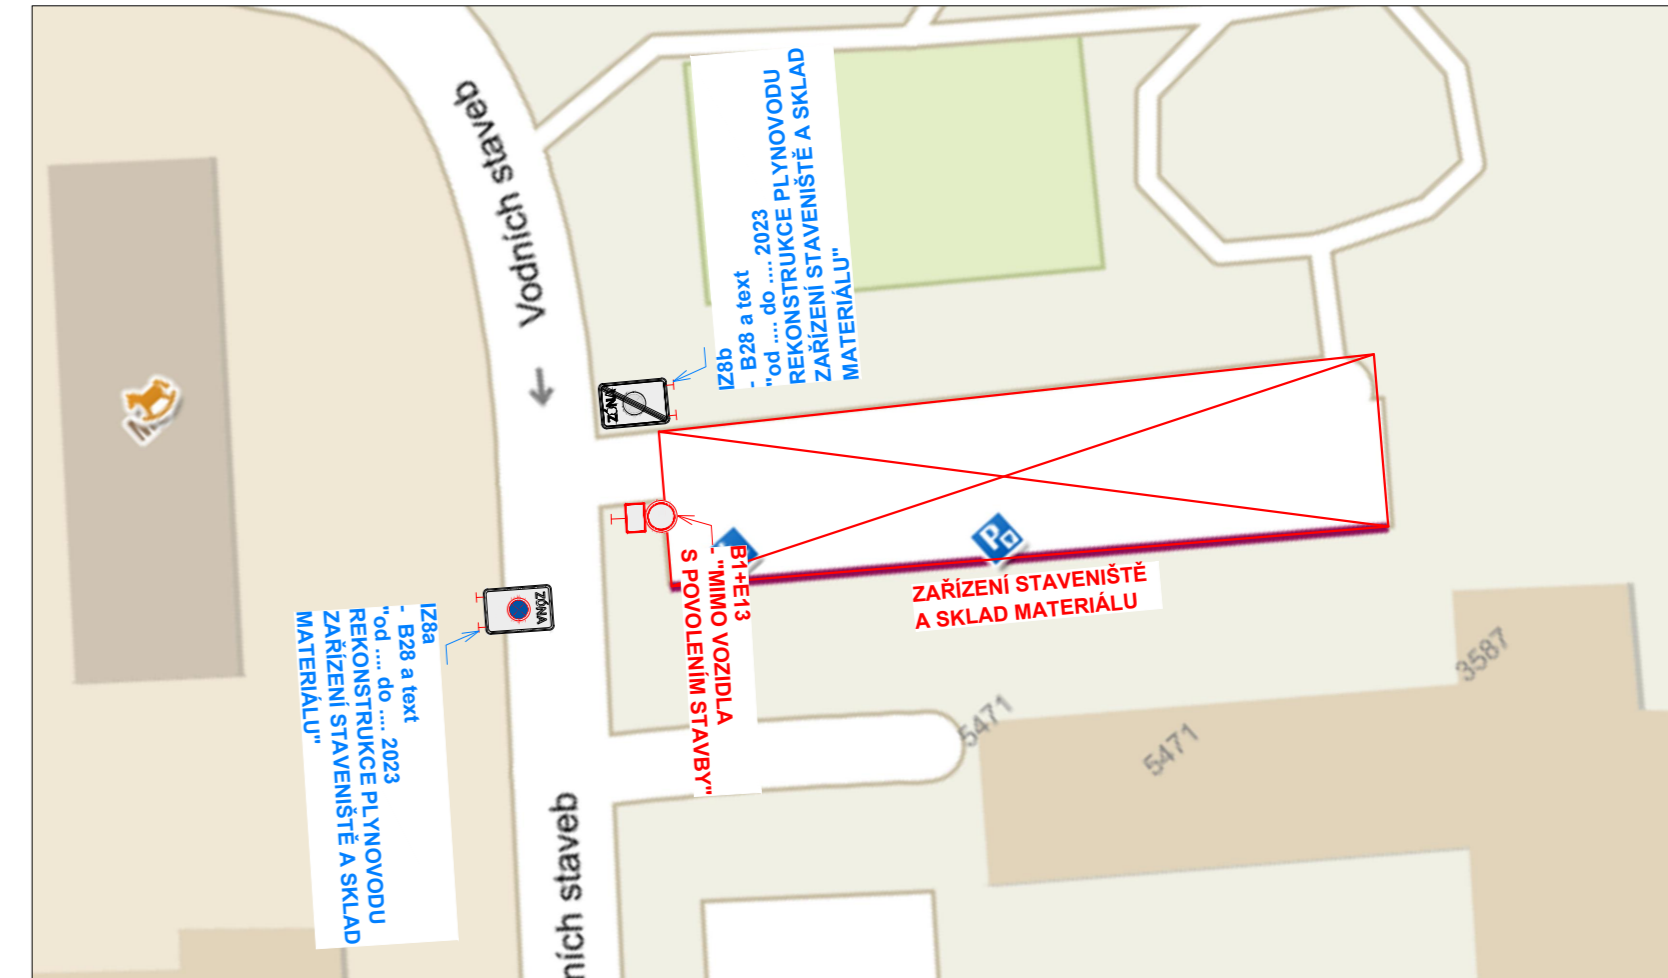 Vodních staveb
IZ8b
- B28 a text
"od .... do .... 2023
REKONSTRUKCE PLYNOVODU
ZAŘÍZENÍ STAVENIŠTĚ A SKLAD
MATERIÁLU"
ZÓNA
B1+E13
- "MIMO VOZIDLA
S POVOLENÍM STAVBY"
P
ZAŘÍZENÍ STAVENIŠTĚ
A SKLAD MATERIÁLU
ZÓNA
IZ8a
- B28 a text
"od .... do .... 2023
REKONSTRUKCE PLYNOVODU
ZAŘÍZENÍ STAVENIŠTĚ A SKLAD
MATERIÁLU"
3587
5471
5471
ních staveb